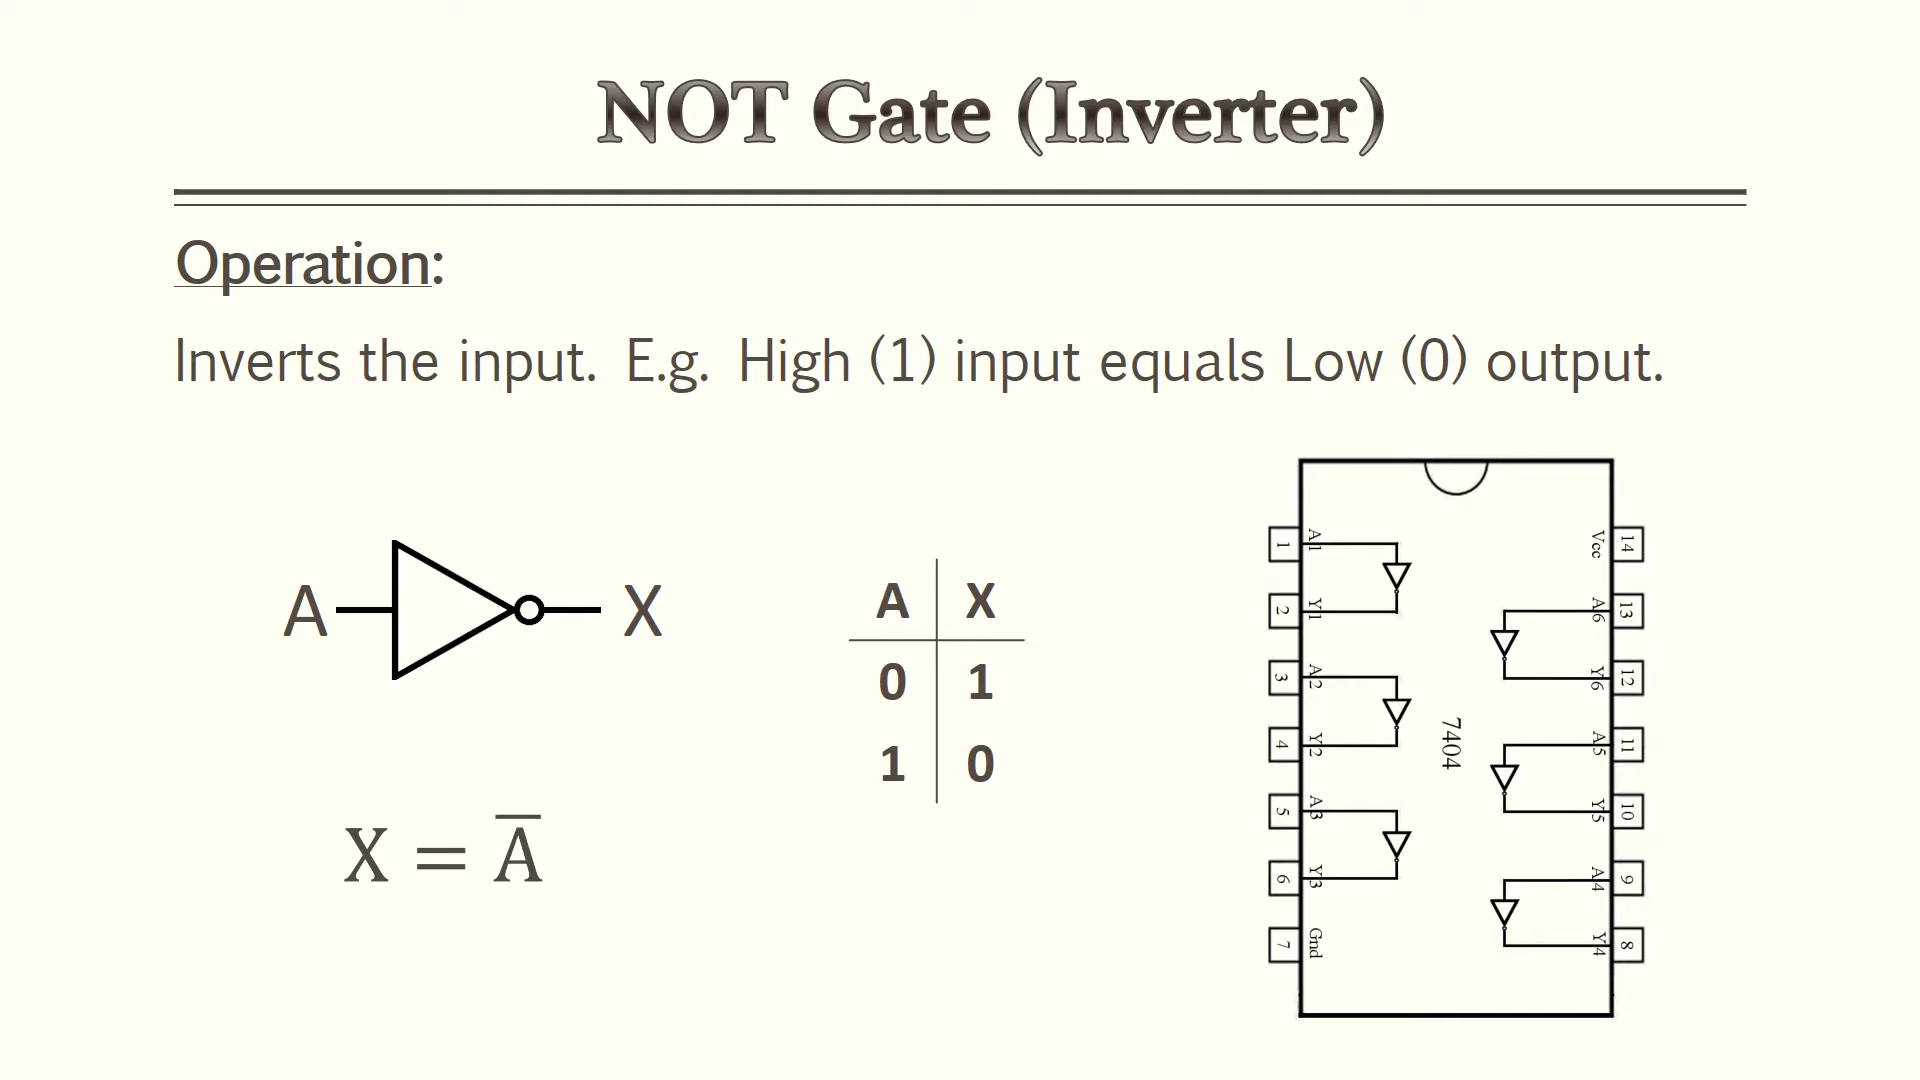 NOT Gate (Inverter)
Operation:
Inverts the input. E.g. High (1) input equals Low (0) output.
A X
A X
0 1
1 0
X = A̅
1 A1 Vcc 14
2 Y1 A6 13
3 A2 Y6 12
4 Y2 A5 11
7404
5 A3 Y5 10
6 Y3 A4 9
7 Gnd Y4 8